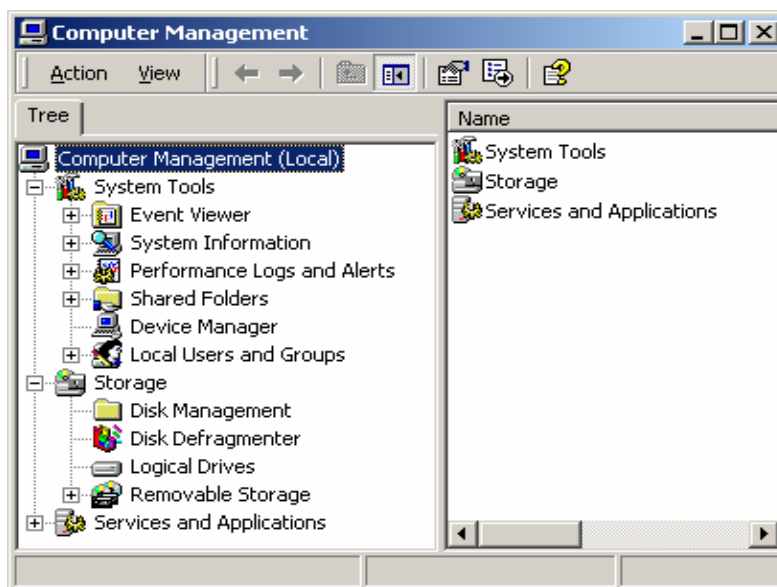 Computer Management
Action View
Tree
Computer Management (Local)
System Tools
Event Viewer
System Information
Performance Logs and Alerts
Shared Folders
Device Manager
Local Users and Groups
Storage
Disk Management
Disk Defragmenter
Logical Drives
Removable Storage
Services and Applications
Name
System Tools
Storage
Services and Applications